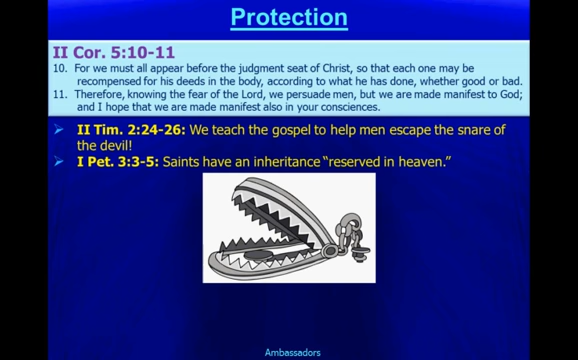 Protection
II Cor. 5:10-11
10. For we must all appear before the judgment seat of Christ, so that each one may be
recompensed for his deeds in the body, according to what he has done, whether good or bad.
11. Therefore, knowing the fear of the Lord, we persuade men, but we are made manifest to God;
and I hope that we are made manifest also in your consciences.
➢ II Tim. 2:24-26: We teach the gospel to help men escape the snare of
the devil!
➢ I Pet. 3:3-5: Saints have an inheritance “reserved in heaven.”
Ambassadors